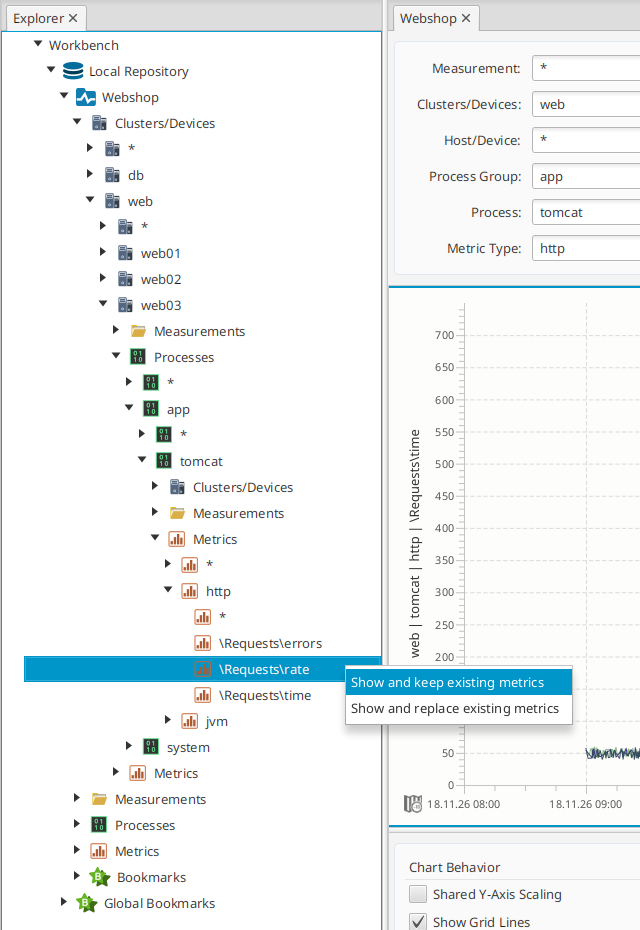 Explorer
Workbench
Local Repository
Webshop
Clusters/Devices
*
db
web
*
web01
web02
web03
Measurements
Processes
*
app
*
tomcat
Clusters/Devices
Measurements
Metrics
*
http
*
\Requests\errors
\Requests\rate
\Requests\time
jvm
system
Metrics
Measurements
Processes
Metrics
Bookmarks
Global Bookmarks
Show and keep existing metrics
Show and replace existing metrics
Webshop
Measurement: *
Clusters/Devices: web
Host/Device: *
Process Group: app
Process: tomcat
Metric Type: http
web | tomcat | http | \Requests\time
700
650
600
550
500
450
400
350
300
250
200
50
0
18.11.26 08:00
18.11.26 09:00
Chart Behavior
Shared Y-Axis Scaling
Show Grid Lines